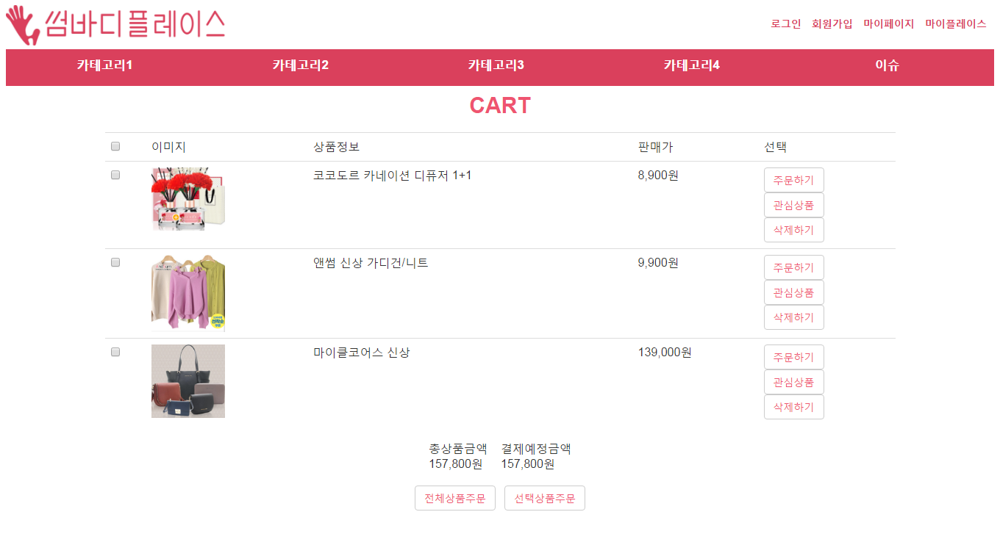 썸바디플레이스
로그인 회원가입 마이페이지 마이플레이스
카테고리1 카테고리2 카테고리3 카테고리4 이슈
CART
이미지 상품정보 판매가 선택
코코도르 카네이션 디퓨저 1+1 8,900원 주문하기
관심상품
삭제하기
앤썸 신상 가디건/니트 9,900원 주문하기
관심상품
삭제하기
마이클코어스 신상 139,000원 주문하기
관심상품
삭제하기
총상품금액 결제예정금액
157,800원 157,800원
전체상품주문 선택상품주문